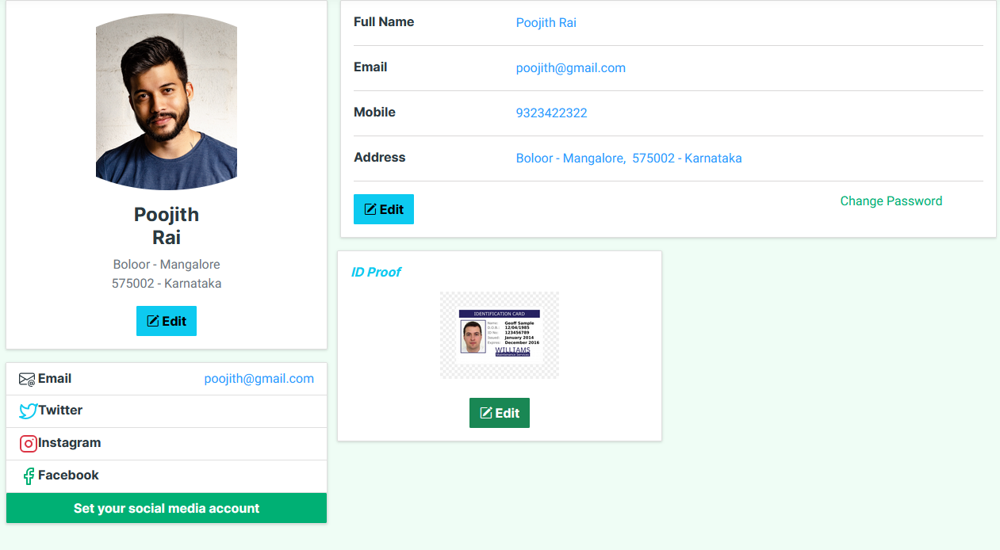 Poojith
Rai
Boloor - Mangalore
575002 - Karnataka
Edit
Email poojith@gmail.com
Twitter
Instagram
Facebook
Set your social media account
Full Name Poojith Rai
Email poojith@gmail.com
Mobile 9323422322
Address Boloor - Mangalore, 575002 - Karnataka
Edit Change Password
ID Proof
IDENTIFICATION CARD
Name: Geoff Sample
D.O.B.: 12/04/1985
ID No: 123456789
Issued: January 2014
Expires: December 2016
WILLIAMS
Maintenance Services
Edit